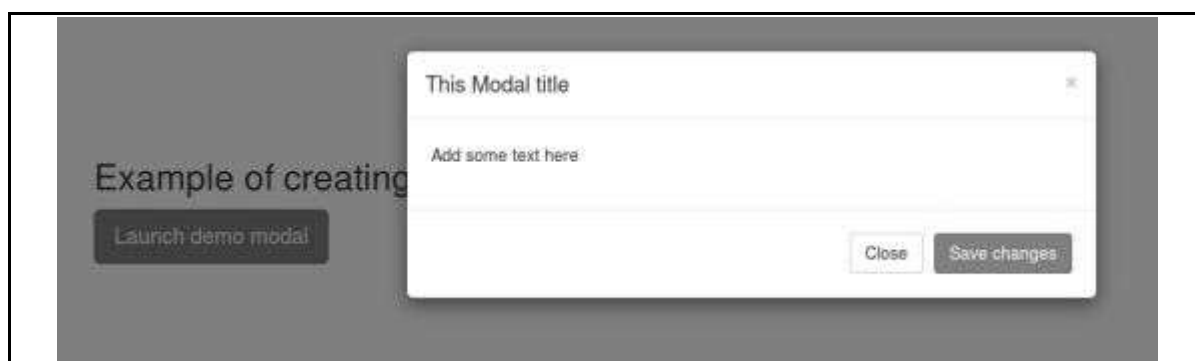 This Modal title
×
Add some text here
Example of creating
Launch demo modal
Close
Save changes